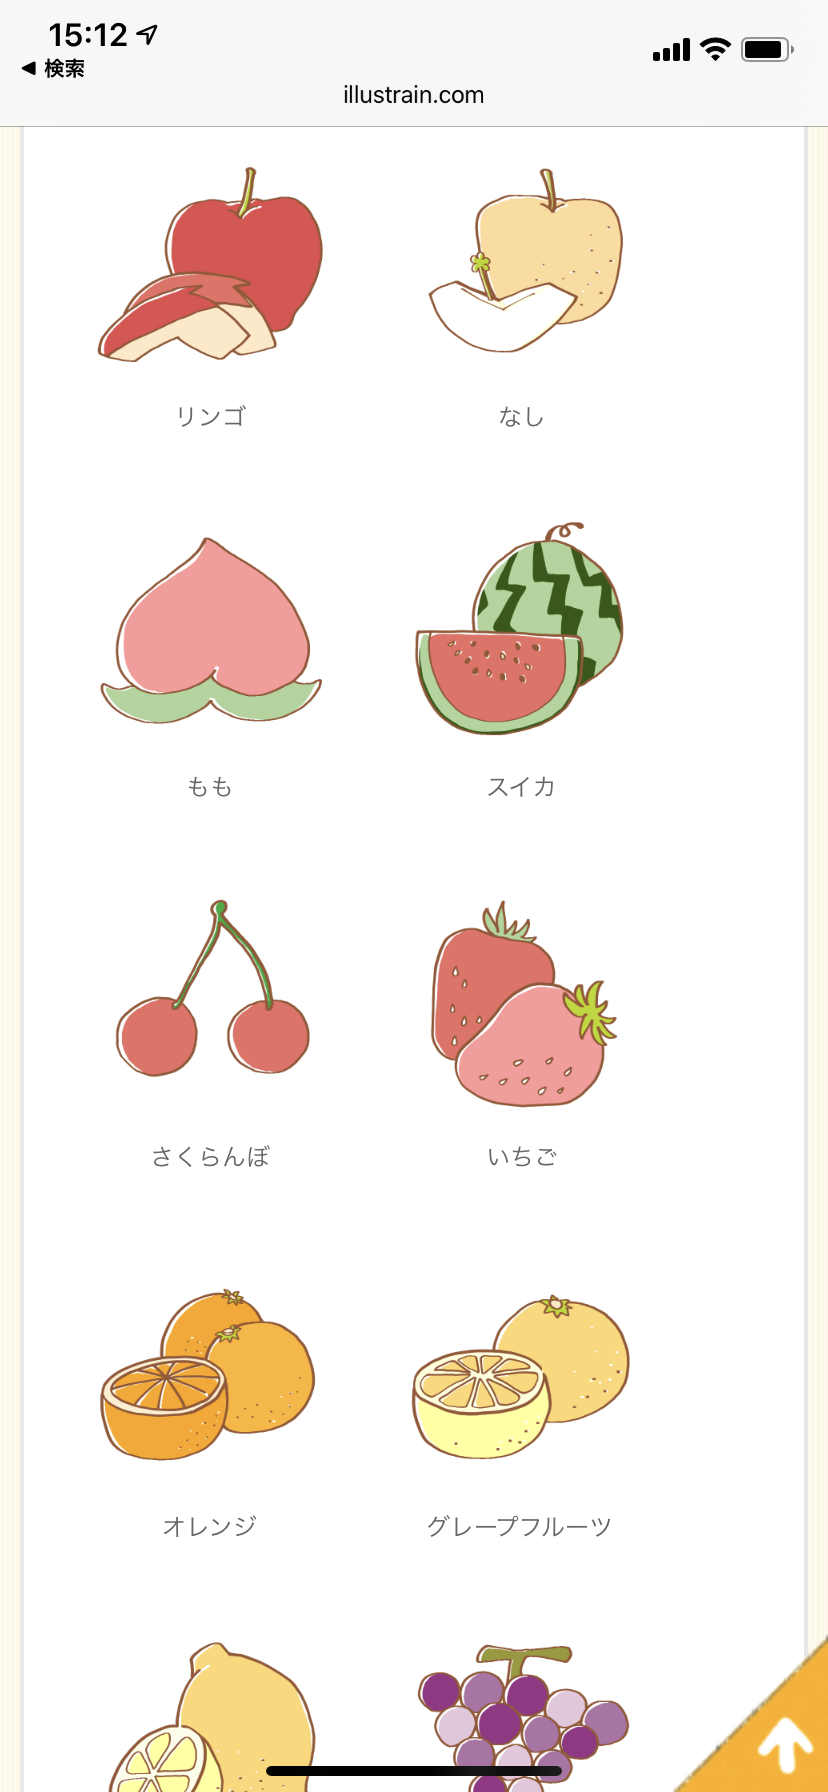 15:12
◀ 検索
illustrain.com
リンゴ
なし
もも
スイカ
さくらんぼ
いちご
オレンジ
グレープフルーツ